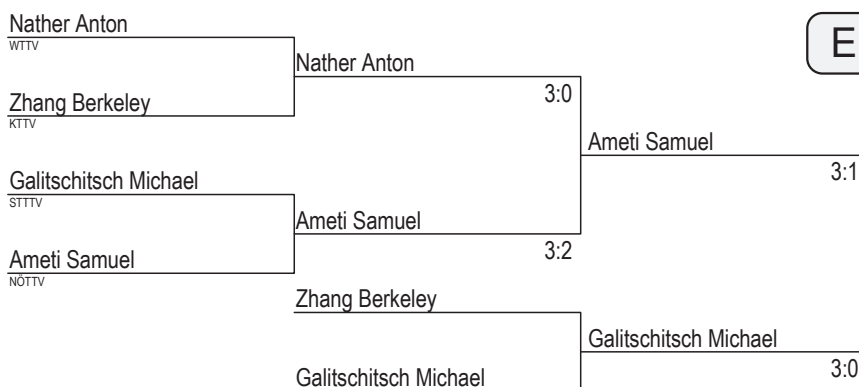 Nather Anton
WTTV
E
Nather Anton
3:0
Zhang Berkeley
KTTV
Ameti Samuel
3:1
Galitschitsch Michael
STTTV
Ameti Samuel
3:2
Ameti Samuel
NÖTTV
Zhang Berkeley
Galitschitsch Michael
3:0
Galitschitsch Michael